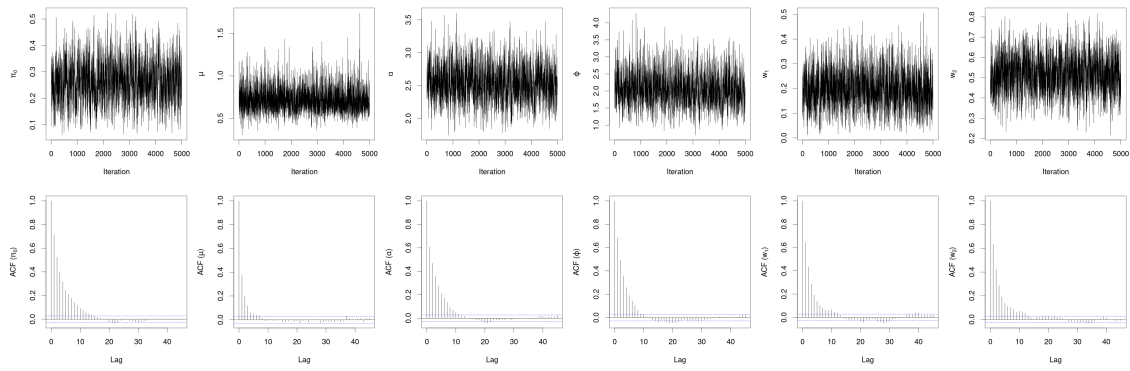 π0
0.1 0.2 0.3 0.4 0.5
0 1000 2000 3000 4000 5000
Iteration
μ
0.5 1.0 1.5
0 1000 2000 3000 4000 5000
Iteration
α
2.0 2.5 3.0 3.5
0 1000 2000 3000 4000 5000
Iteration
ϕ
1.0 1.5 2.0 2.5 3.0 3.5 4.0
0 1000 2000 3000 4000 5000
Iteration
w1
0.0 0.1 0.2 0.3 0.4 0.5
0 1000 2000 3000 4000 5000
Iteration
w2
0.2 0.3 0.4 0.5 0.6 0.7 0.8
0 1000 2000 3000 4000 5000
Iteration
ACF (π0)
0.0 0.2 0.4 0.6 0.8 1.0
0 10 20 30 40
Lag
ACF (μ)
0.0 0.2 0.4 0.6 0.8 1.0
0 10 20 30 40
Lag
ACF (α)
0.0 0.2 0.4 0.6 0.8 1.0
0 10 20 30 40
Lag
ACF (ϕ)
0.0 0.2 0.4 0.6 0.8 1.0
0 10 20 30 40
Lag
ACF (w1)
0.0 0.2 0.4 0.6 0.8 1.0
0 10 20 30 40
Lag
ACF (w2)
0.0 0.2 0.4 0.6 0.8 1.0
0 10 20 30 40
Lag